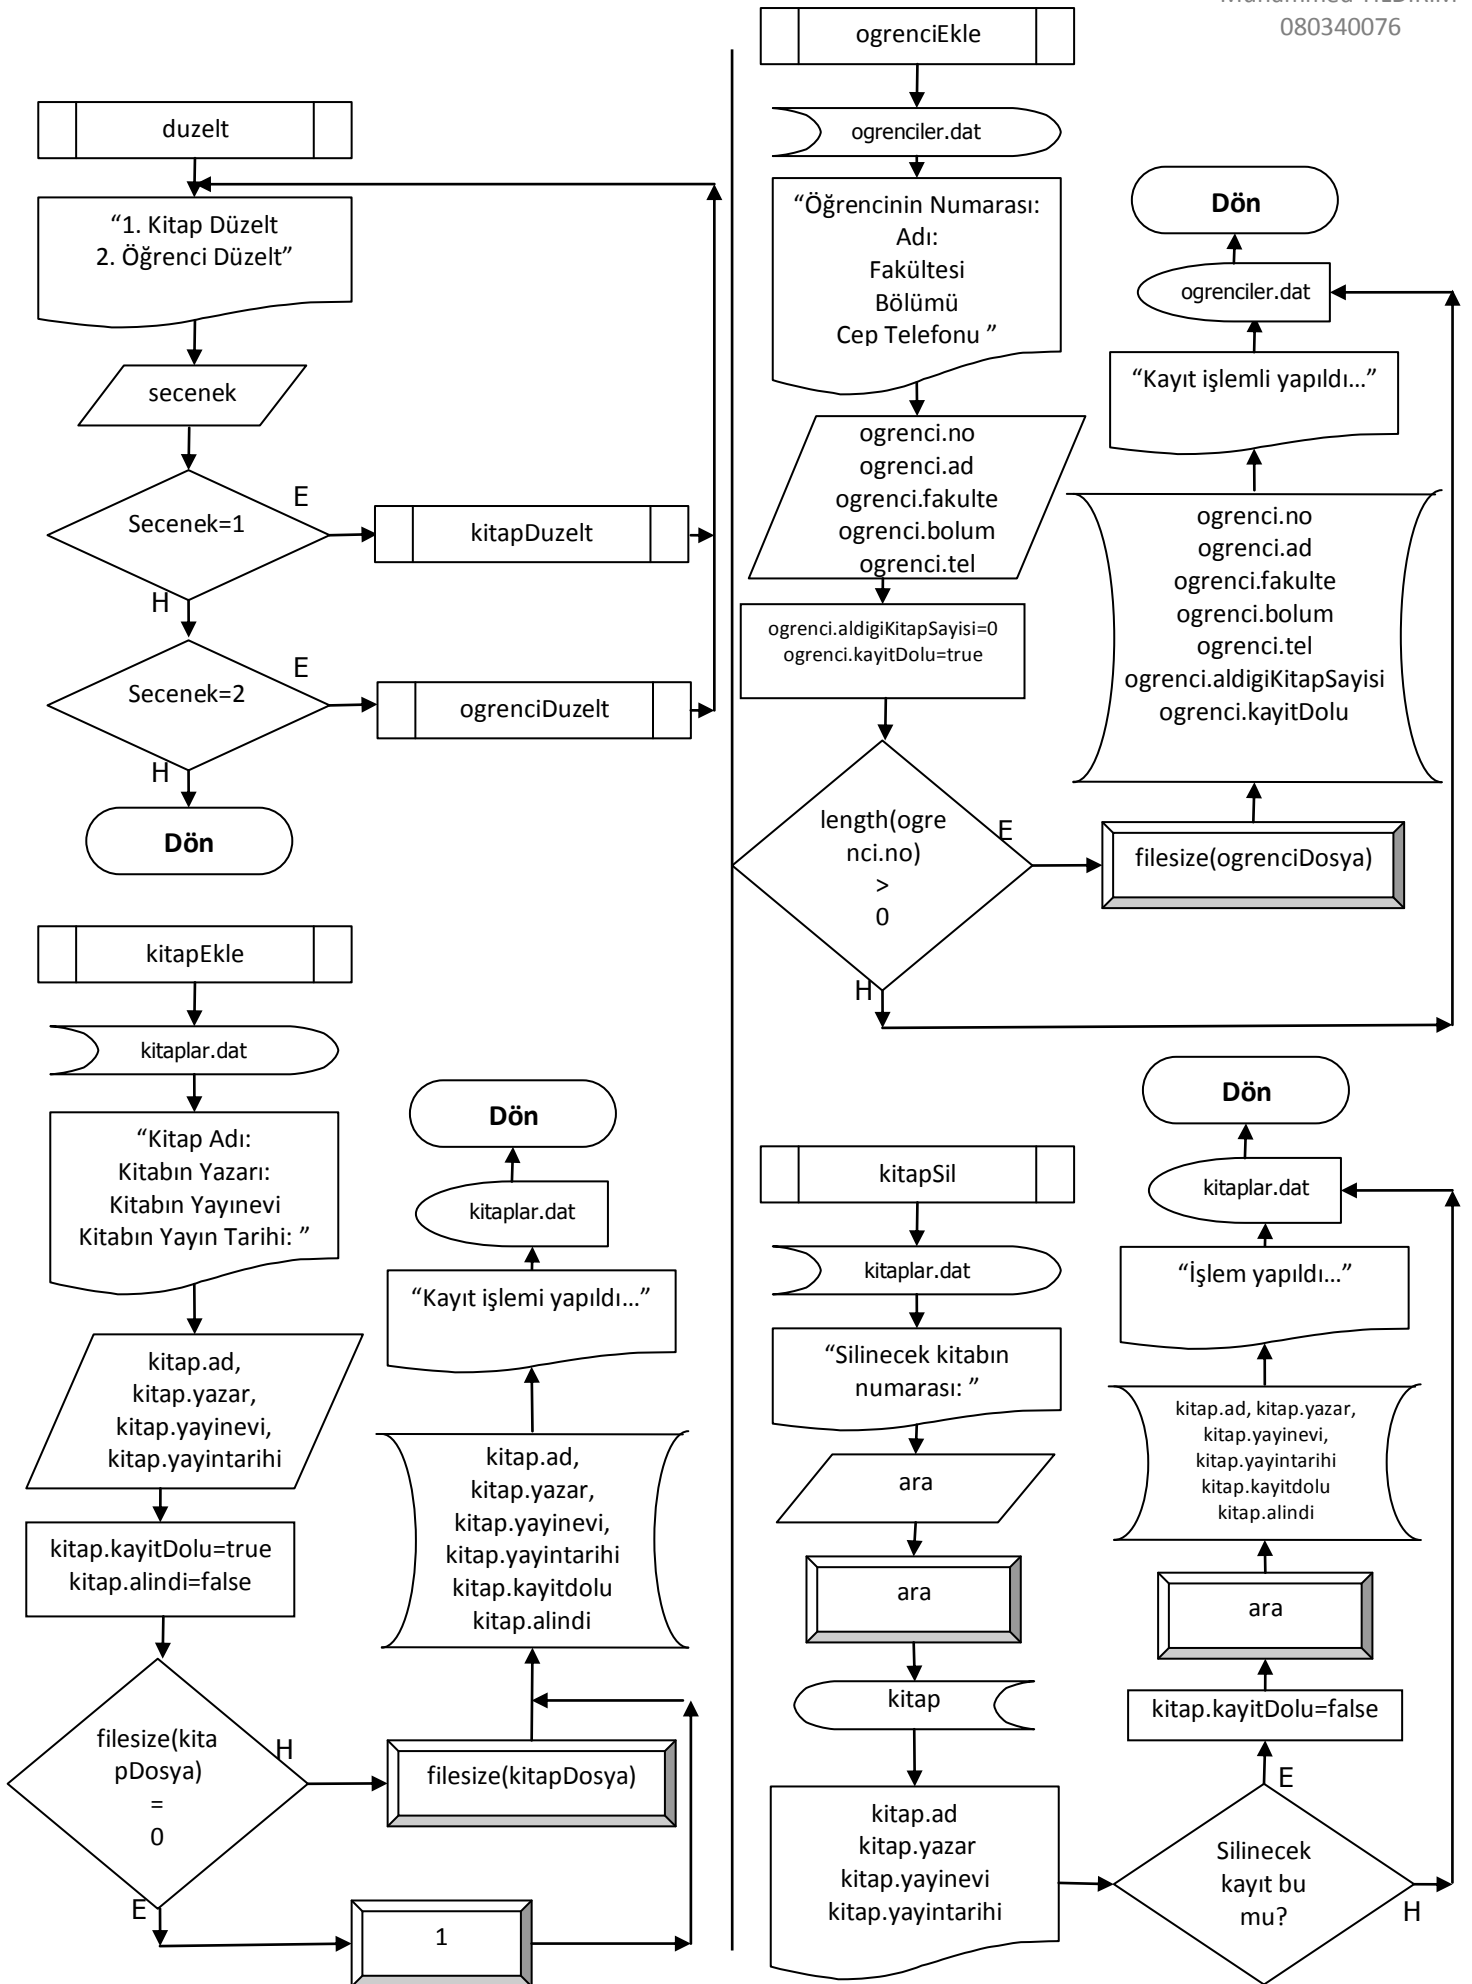 080340076
duzelt
“1. Kitap Düzelt
2. Öğrenci Düzelt”
secenek
Secenek=1
E
kitapDuzelt
H
Secenek=2
E
ogrenciDuzelt
H
Dön
kitapEkle
kitaplar.dat
“Kitap Adı:
Kitabın Yazarı:
Kitabın Yayınevi
Kitabın Yayın Tarihi: ”
kitap.ad,
kitap.yazar,
kitap.yayinevi,
kitap.yayintarihi
kitap.kayitDolu=true
kitap.alindi=false
filesize(kita
pDosya)
=
0
H
filesize(kitapDosya)
E
1
kitap.ad,
kitap.yazar,
kitap.yayinevi,
kitap.yayintarihi
kitap.kayitdolu
kitap.alindi
“Kayıt işlemi yapıldı...”
kitaplar.dat
Dön
ogrenciEkle
ogrenciler.dat
“Öğrencinin Numarası:
Adı:
Fakültesi
Bölümü
Cep Telefonu ”
ogrenci.no
ogrenci.ad
ogrenci.fakulte
ogrenci.bolum
ogrenci.tel
ogrenci.aldigiKitapSayisi=0
ogrenci.kayitDolu=true
length(ogre
nci.no)
>
0
E
filesize(ogrenciDosya)
H
ogrenci.no
ogrenci.ad
ogrenci.fakulte
ogrenci.bolum
ogrenci.tel
ogrenci.aldigiKitapSayisi
ogrenci.kayitDolu
“Kayıt işlemli yapıldı...”
ogrenciler.dat
Dön
kitapSil
kitaplar.dat
“Silinecek kitabın
numarası: ”
ara
ara
kitap
kitap.ad
kitap.yazar
kitap.yayinevi
kitap.yayintarihi
Silinecek
kayıt bu
mu?
E
H
kitap.kayitDolu=false
ara
kitap.ad, kitap.yazar,
kitap.yayinevi,
kitap.yayintarihi
kitap.kayitdolu
kitap.alindi
“İşlem yapıldı...”
kitaplar.dat
Dön